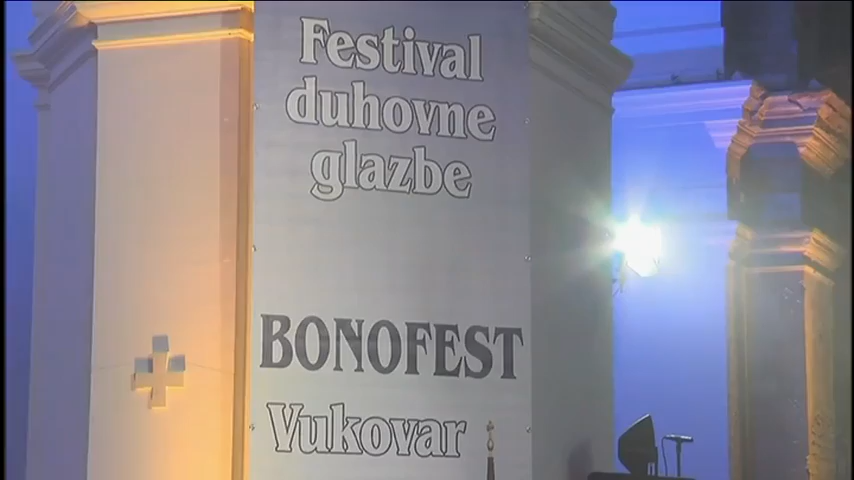 Festival
duhovne
glazbe
BONOFEST
Vukovar